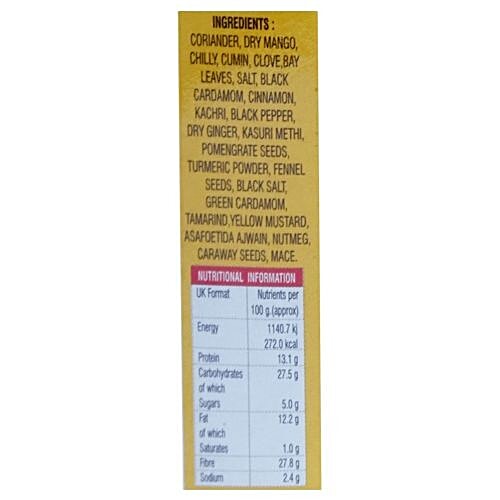 INGREDIENTS :
CORIANDER, DRY MANGO,
CHILLY, CUMIN, CLOVE,BAY
LEAVES, SALT, BLACK
CARDAMOM, CINNAMON,
KACHRI, BLACK PEPPER,
DRY GINGER, KASURI METHI,
POMENGRATE SEEDS,
TURMERIC POWDER, FENNEL
SEEDS, BLACK SALT,
GREEN CARDAMOM,
TAMARIND,YELLOW MUSTARD,
ASAFOETIDA AJWAIN, NUTMEG,
CARAWAY SEEDS, MACE.
NUTRITIONAL INFORMATION
UK Format Nutrients per
100 g.(approx)
Energy 1140.7 kj
272.0 kcal
Protein 13.1 g
Carbohydrates 27.5 g
of which
Sugars 5.0 g
Fat 12.2 g
of which
Saturates 1.0 g
Fibre 27.8 g
Sodium 2.4 g